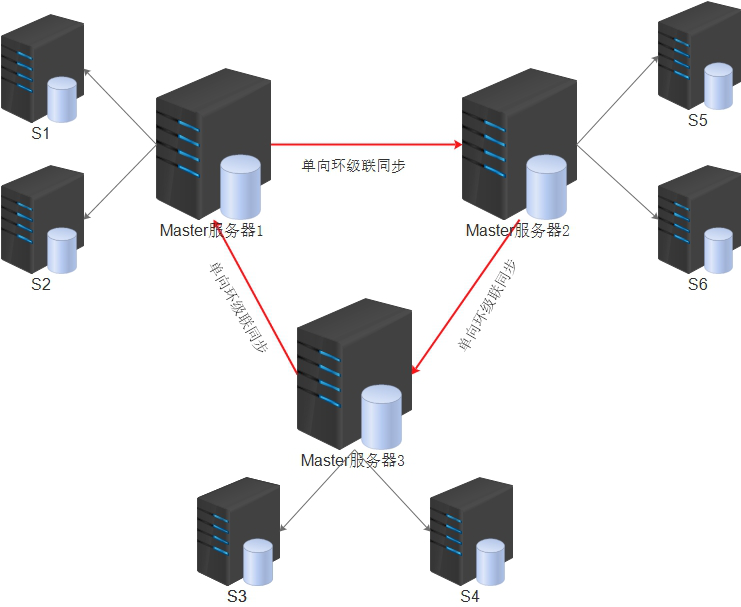 S1
S5
单向环级联同步
Master服务器1
Master服务器2
S2
S6
单向环级联同步
单向环级联同步
Master服务器3
S3
S4